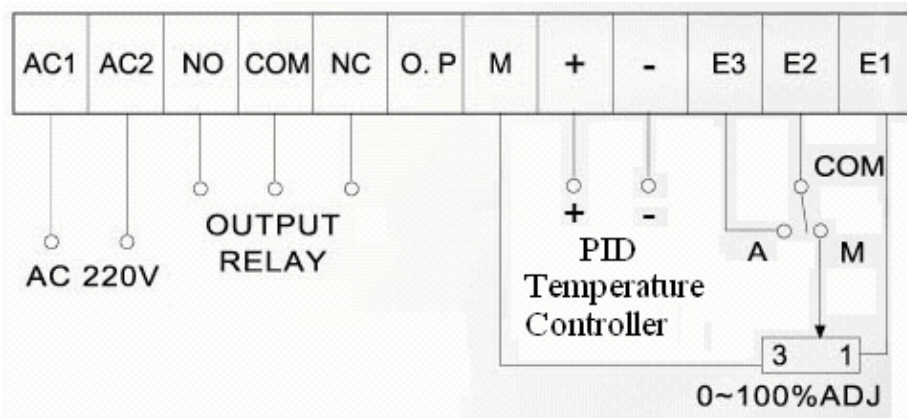 AC1 AC2 NO COM NC O. P M + - E3 E2 E1
COM
+ -
OUTPUT
RELAY
AC 220V
PID
Temperature
Controller
A M
3 1
0~100%ADJ